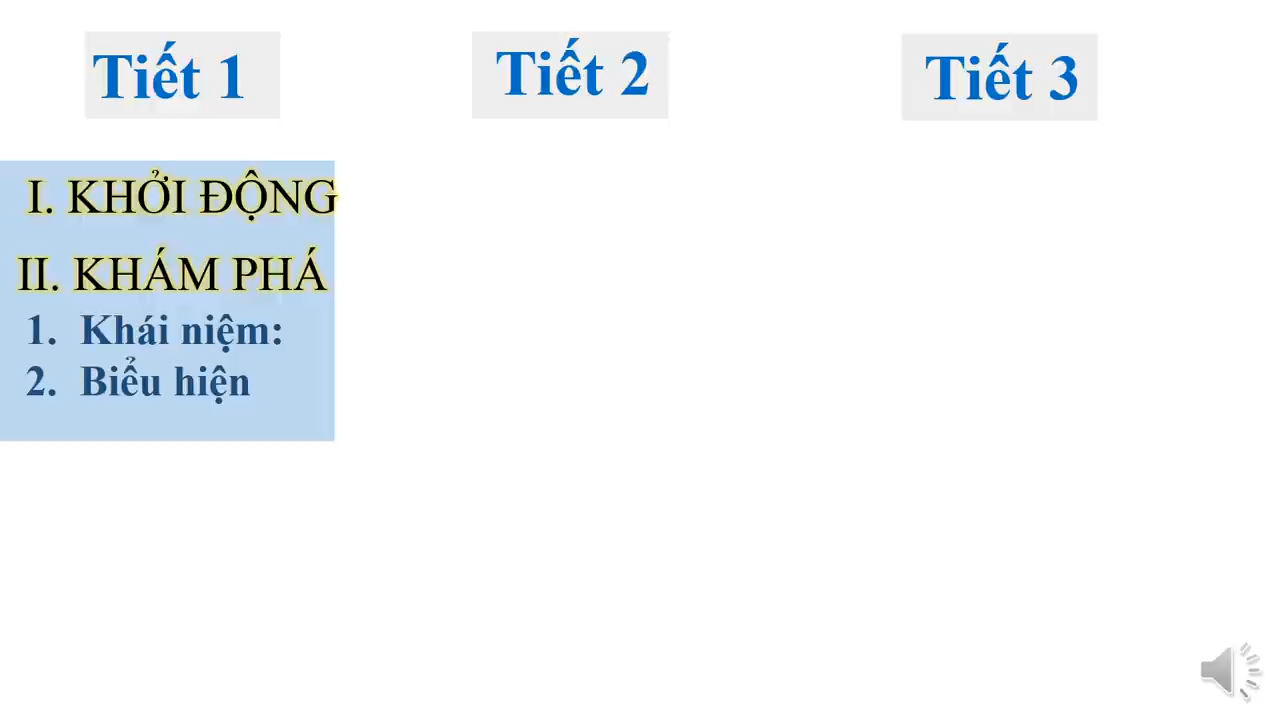 Tiết 1
Tiết 2
Tiết 3
I. KHỞI ĐỘNG
II. KHÁM PHÁ
1. Khái niệm:
2. Biểu hiện